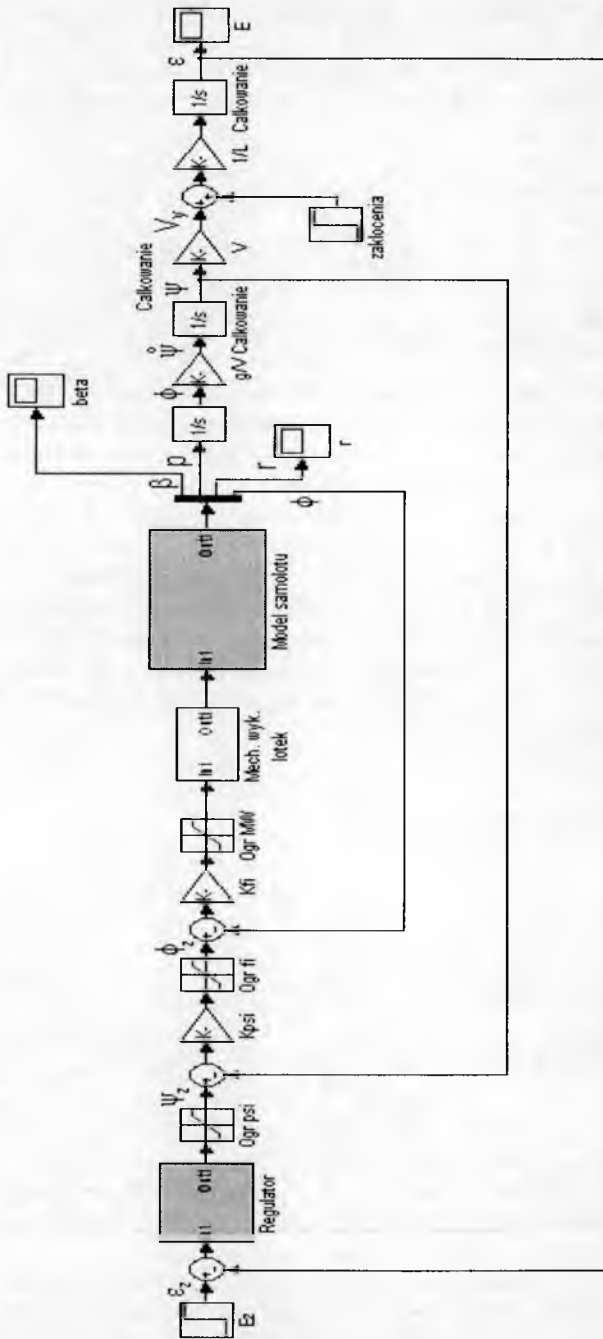 εz
Ez
In1
Out1
Regulator
Ogr psi
Ψz
K-
Kpsi
Ogr fi
ϕz
K-
Kfi
Ogr MW
In1
Out1
Mech. wyk.
lotek
In1
Out1
Model samolotu
β
beta
p
r
r
ϕ
1/s
ϕ
K-
g/V
ψ̊
1/s
Calkowanie
Ψ
Calkowanie
K-
V
Vy
zaklocenia
K-
1/L
1/s
Calkowanie
ε
E